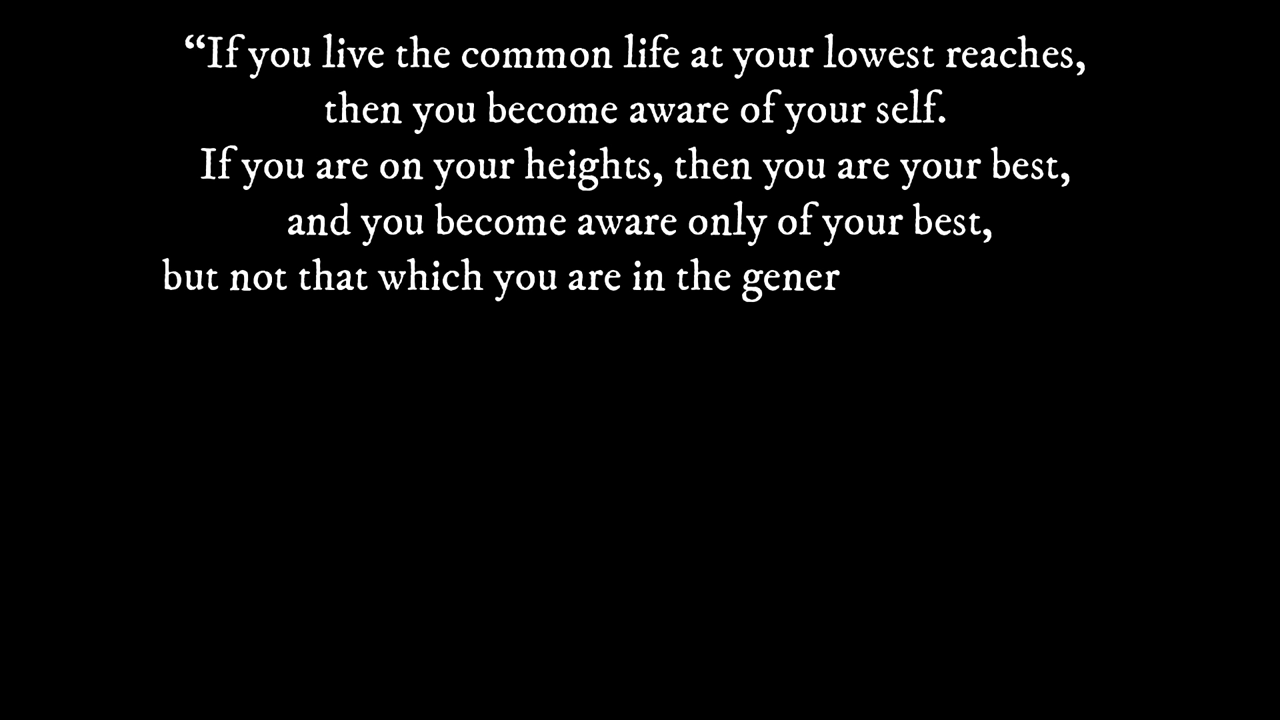 “If you live the common life at your lowest reaches,
then you become aware of your self.
If you are on your heights, then you are your best,
and you become aware only of your best,
but not that which you are in the gener